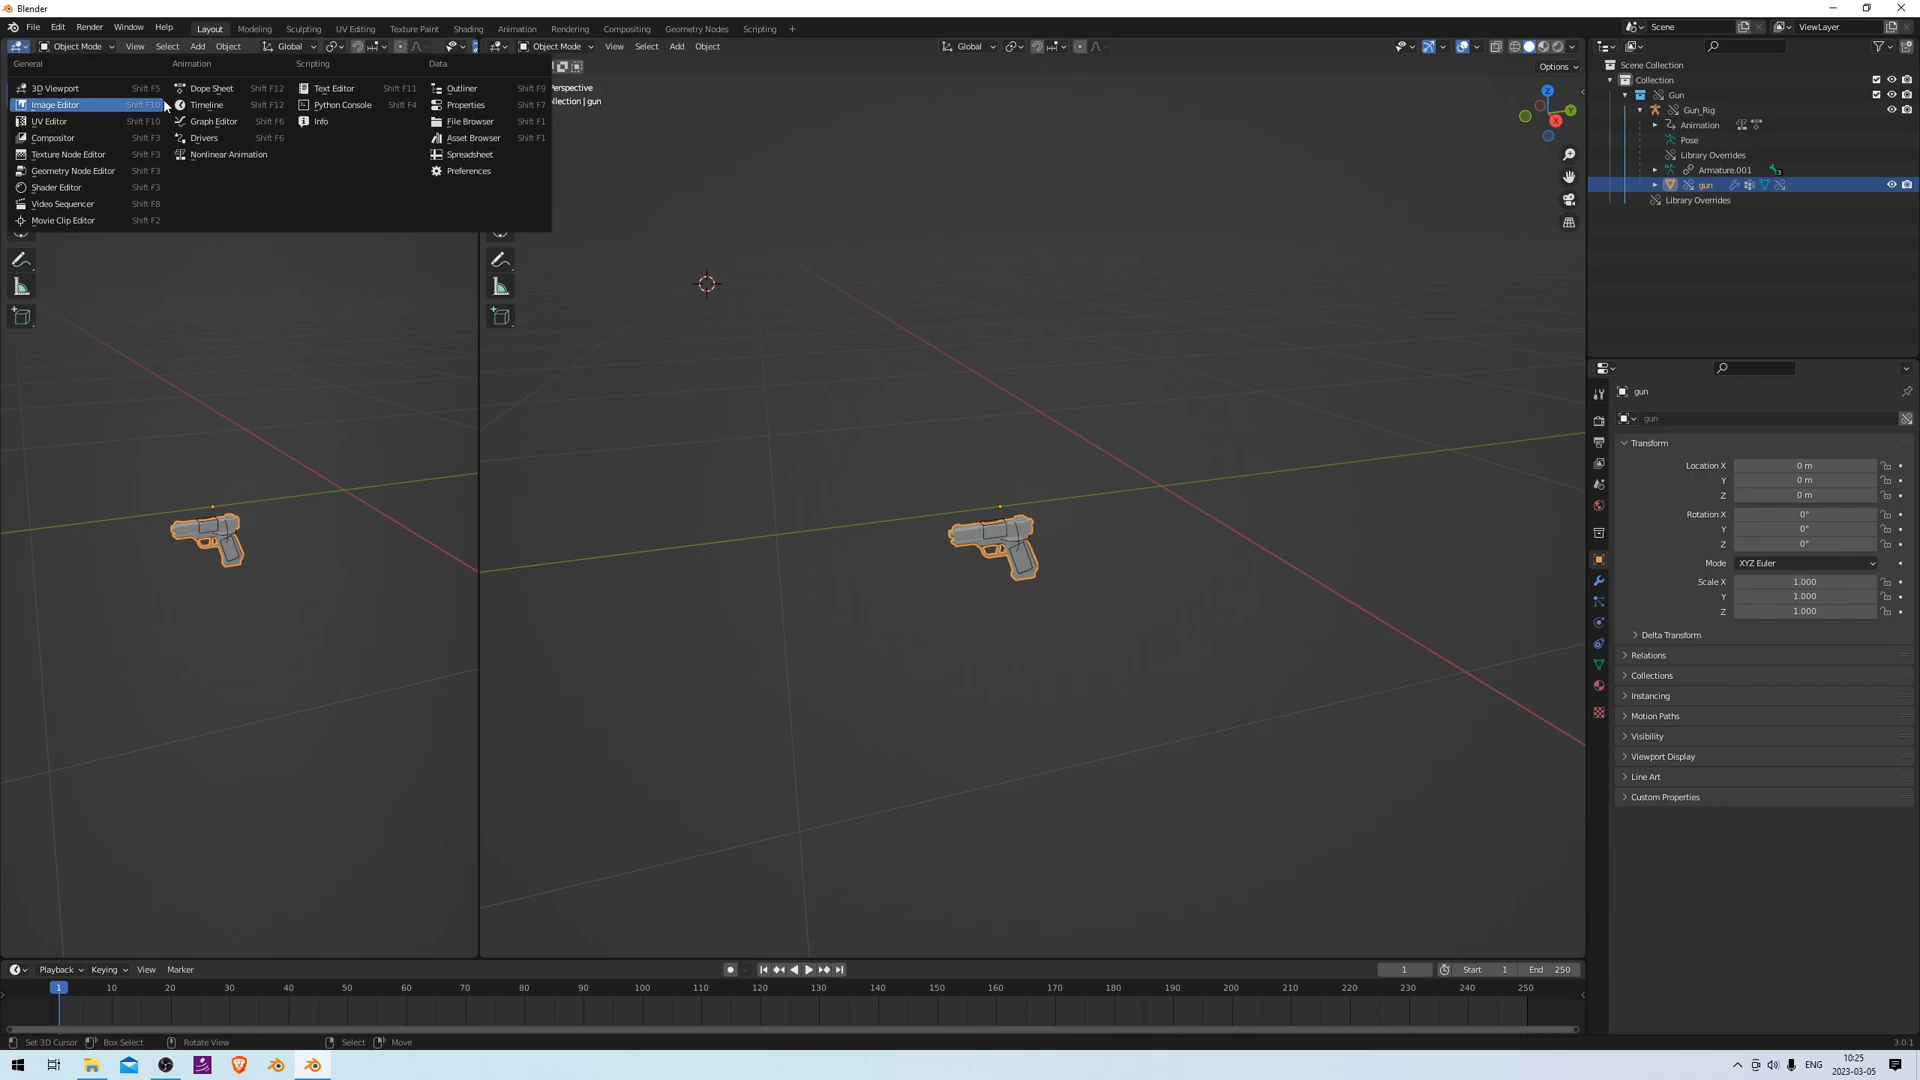 Blender
File Edit Render Window Help
Layout Modeling Sculpting UV Editing Texture Paint Shading Animation Rendering Compositing Geometry Nodes Scripting +
Scene
ViewLayer
Object Mode View Select Add Object Global
Object Mode View Select Add Object Global
General
3D Viewport Shift F5
Image Editor Shift F10
UV Editor Shift F10
Compositor Shift F3
Texture Node Editor Shift F3
Geometry Node Editor Shift F3
Shader Editor Shift F3
Video Sequencer Shift F8
Movie Clip Editor Shift F2
Animation
Dope Sheet Shift F12
Timeline Shift F12
Graph Editor Shift F6
Drivers Shift F6
Nonlinear Animation
Scripting
Text Editor Shift F11
Python Console Shift F4
Info
Data
Outliner Shift F9
Properties Shift F7
File Browser Shift F1
Asset Browser Shift F1
Spreadsheet
Preferences
Options
Perspective
| gun
Z
Y
X
Scene Collection
Collection
Gun
Gun_Rig
Animation
Pose
Library Overrides
Armature.001
3
gun
Library Overrides
gun
gun
Transform
Location X 0 m
Y 0 m
Z 0 m
Rotation X 0°
Y 0°
Z 0°
Mode XYZ Euler
Scale X 1.000
Y 1.000
Z 1.000
Delta Transform
Relations
Collections
Instancing
Motion Paths
Visibility
Viewport Display
Line Art
Custom Properties
Playback Keying View Marker
1 Start 1 End 250
1 10 20 30 40 50 60 70 80 90 100 110 120 130 140 150 160 170 180 190 200 210 220 230 240 250
Set 3D Cursor Box Select Rotate View Select Move
3.0.1
ENG
10:25
2023-03-05